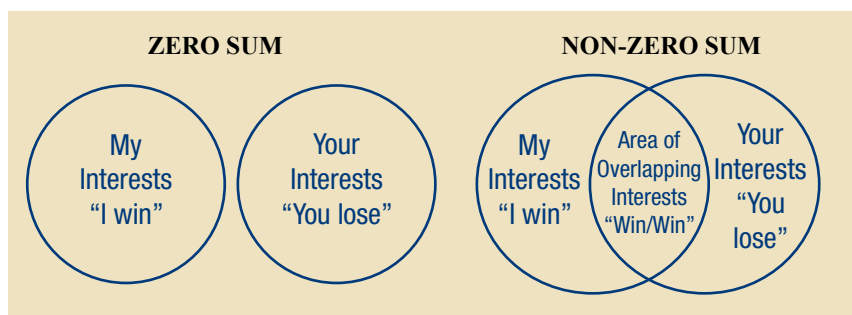 ZERO SUM
My
Interests
“I win”
Your
Interests
“You lose”
NON-ZERO SUM
My
Interests
“I win”
Area of
Overlapping
Interests
“Win/Win”
Your
Interests
“You
lose”